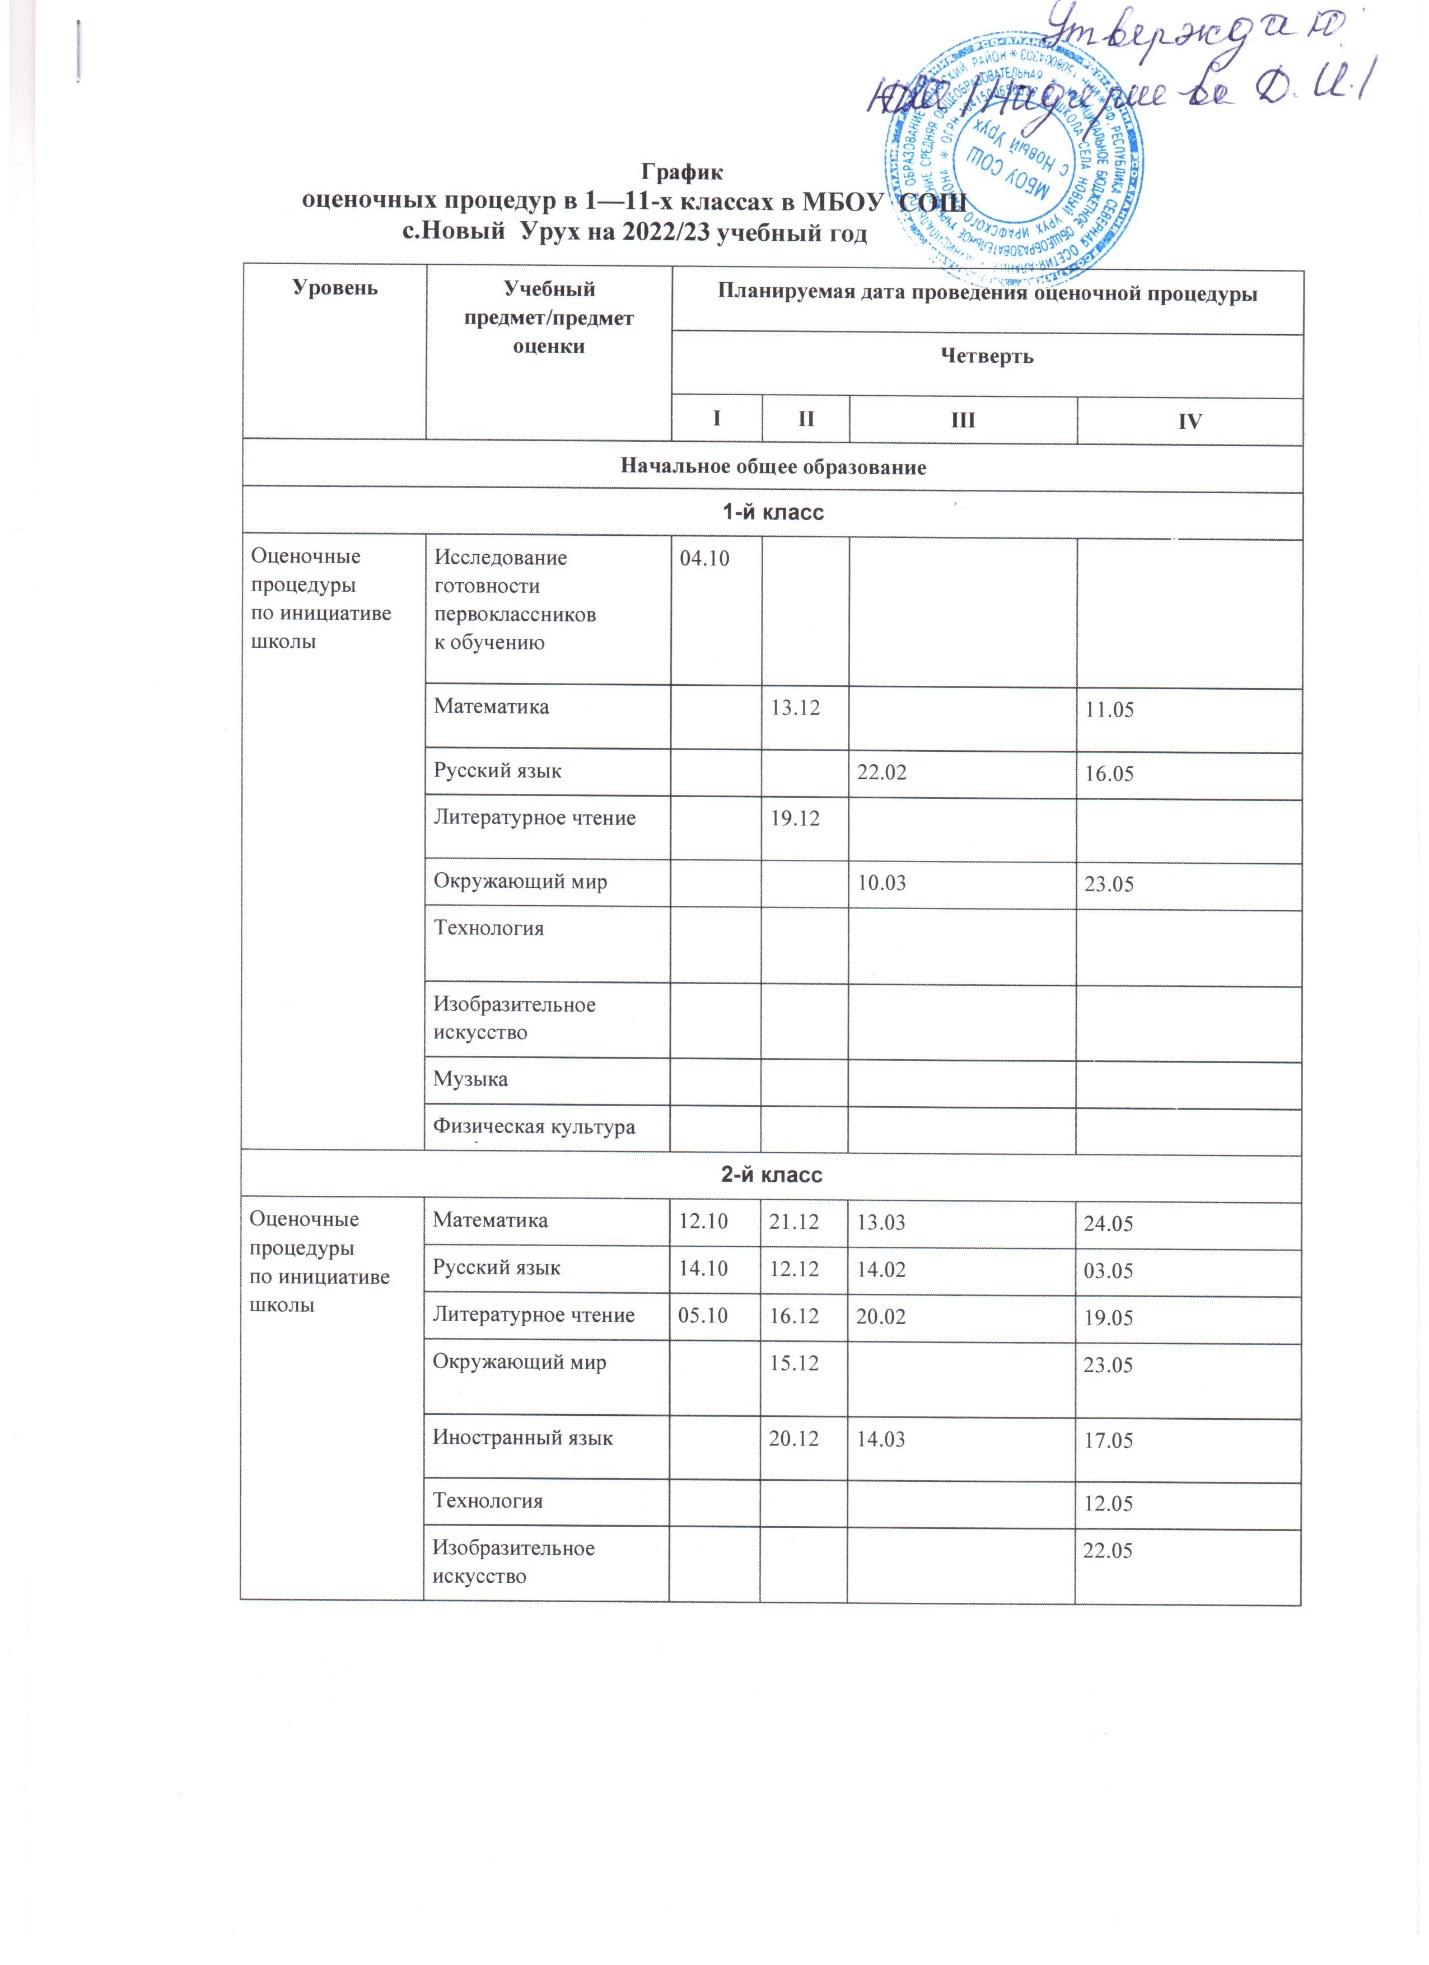 Утверждаю
График
оценочных процедур в 1—11-х классах в МБОУ СОШ
с.Новый Урух на 2022/23 учебный год
МБОУ СОШ
с Новый Урух
Уровень
Учебный
предмет/предмет
оценки
Планируемая дата проведения оценочной процедуры
Четверть
I II III IV
Начальное общее образование
1-й класс
Оценочные
процедуры
по инициативе
школы
Исследование
готовности
первоклассников
к обучению
04.10
Математика 13.12 11.05
Русский язык 22.02 16.05
Литературное чтение 19.12
Окружающий мир 10.03 23.05
Технология
Изобразительное
искусство
Музыка
Физическая культура
2-й класс
Оценочные
процедуры
по инициативе
школы
Математика 12.10 21.12 13.03 24.05
Русский язык 14.10 12.12 14.02 03.05
Литературное чтение 05.10 16.12 20.02 19.05
Окружающий мир 15.12 23.05
Иностранный язык 20.12 14.03 17.05
Технология 12.05
Изобразительное
искусство
22.05